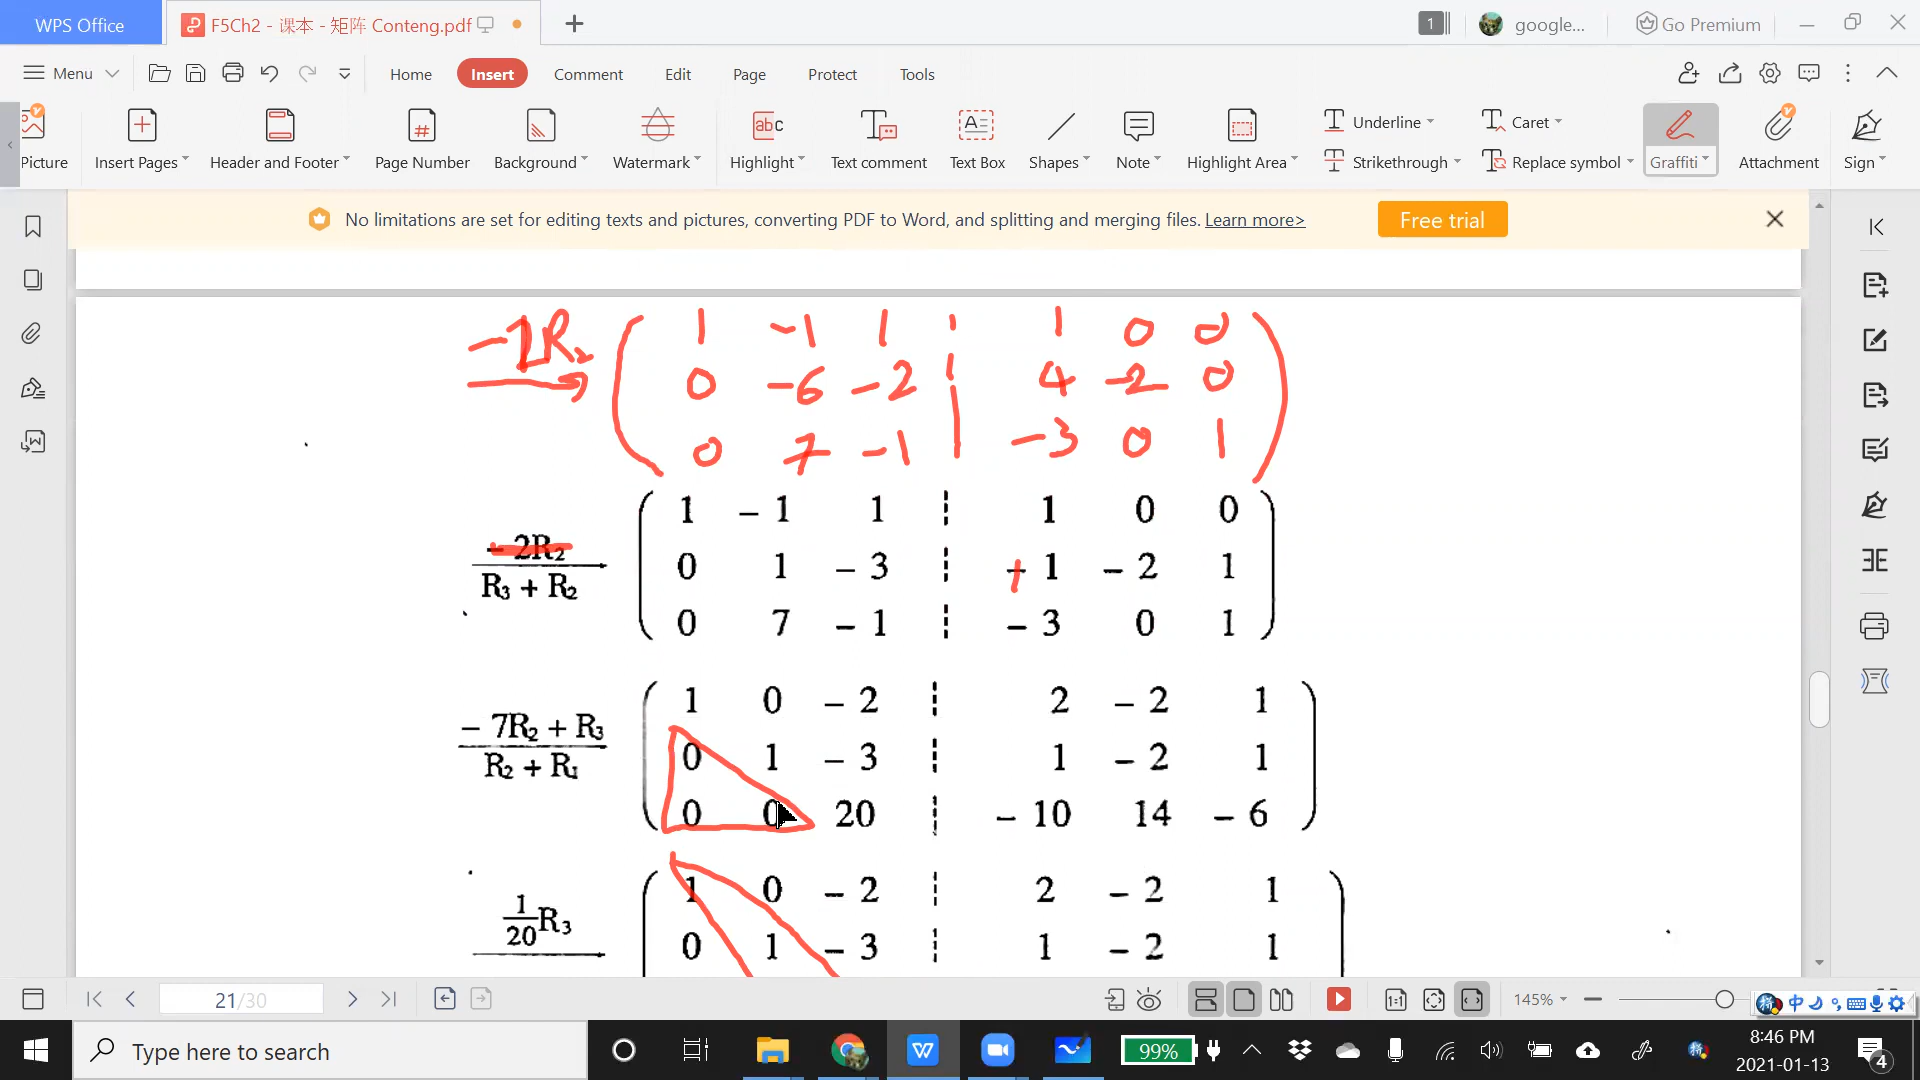 WPS Office
F5Ch2 - 课本 - 矩阵 Conteng.pdf
1
google...
Go Premium
Menu
Home
Insert
Comment
Edit
Page
Protect
Tools
Picture
Insert Pages
Header and Footer
Page Number
Background
Watermark
abc
Highlight
Text comment
Text Box
Shapes
Note
Highlight Area
Underline
Strikethrough
Caret
Replace symbol
Graffiti
Attachment
Sign
No limitations are set for editing texts and pictures, converting PDF to Word, and splitting and merging files. Learn more>
Free trial
-2R₂ ( 1 -1 1 ¦ 1 0 0 )
0 -6 -2 ¦ 4 -2 0
0 7 -1 | -3 0 1
- 2R₂
R₃ + R₂
1 - 1 1 ¦ 1 0 0
0 1 - 3 ¦ + 1 - 2 1
0 7 - 1 ¦ - 3 0 1
- 7R₂ + R₃
R₂ + R₁
1 0 - 2 ¦ 2 - 2 1
0 1 - 3 ¦ 1 - 2 1
0 0 20 ¦ - 10 14 - 6
1/20 R₃
1 0 - 2 ¦ 2 - 2 1
0 1 - 3 ¦ 1 - 2 1
21/30
1:1
145%
中
Type here to search
99%
8:46 PM
2021-01-13
4